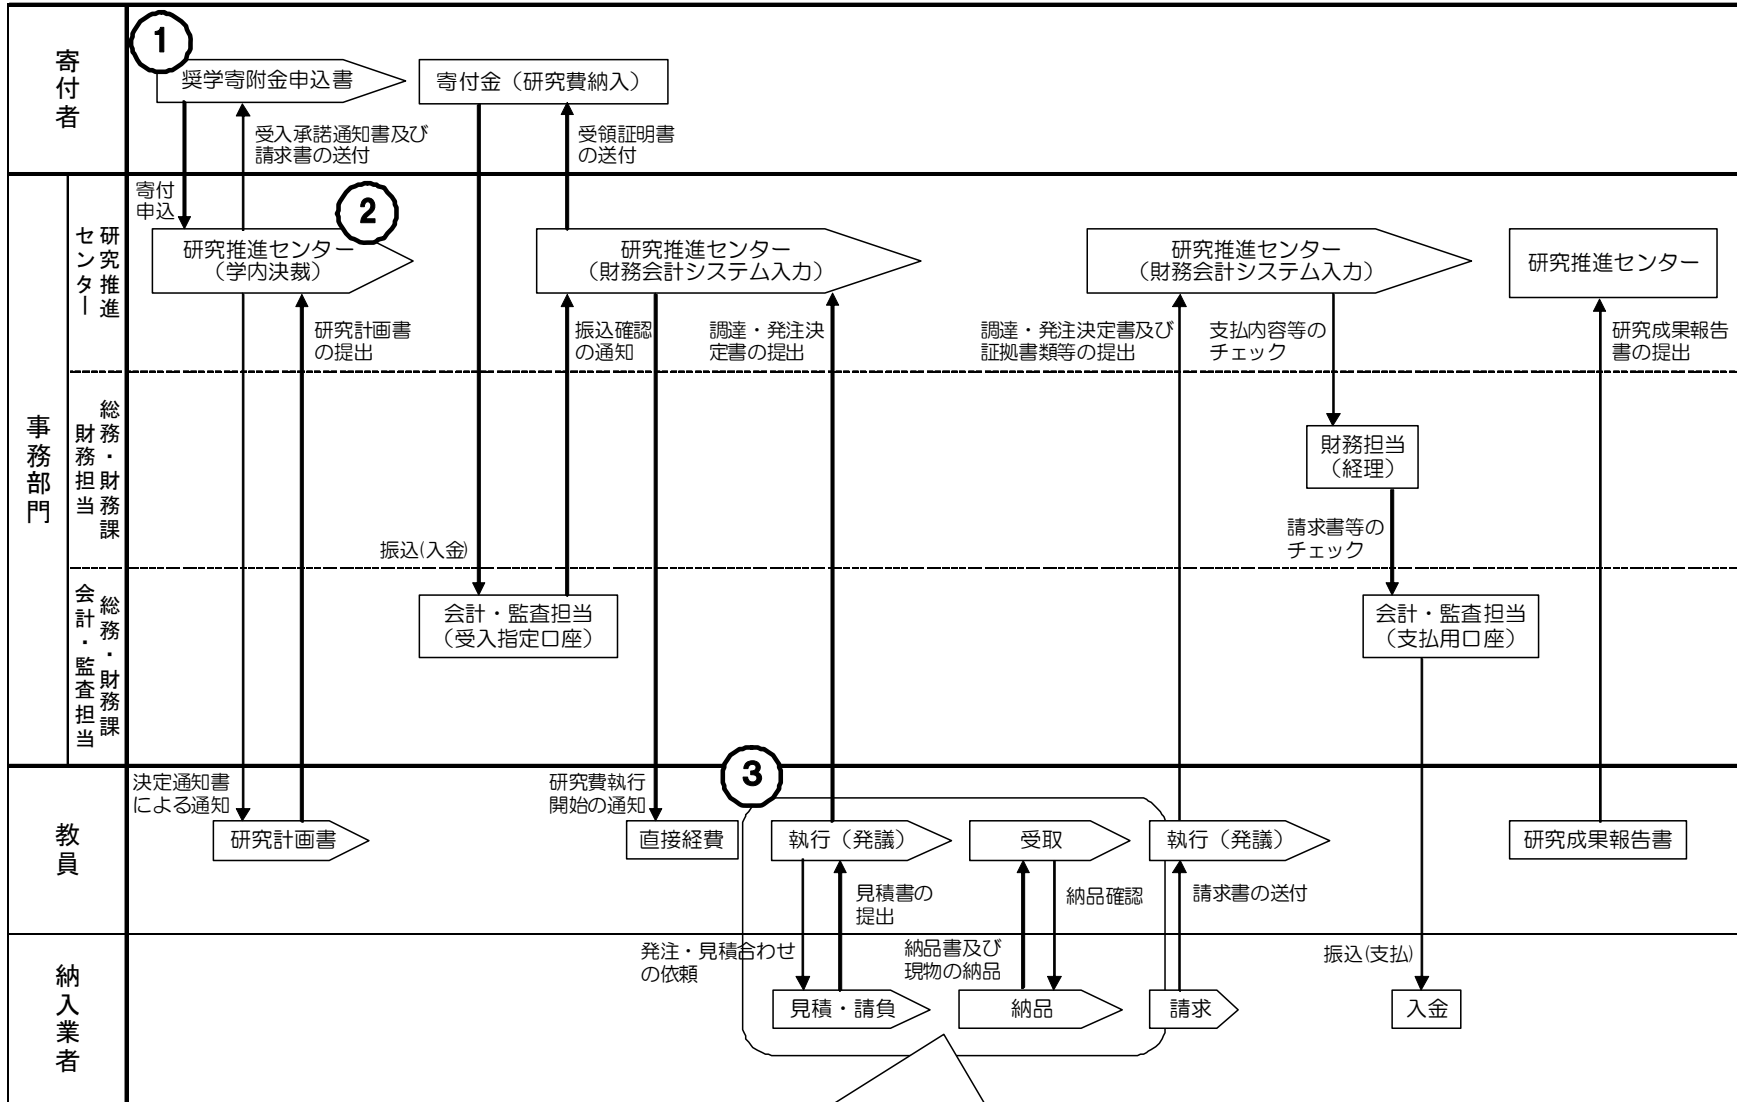 寄付者
①
奨学寄附金申込書
寄付金（研究費納入）
受入承諾通知書及び
請求書の送付
受領証明書
の送付
事務部門
研究推進
センター
寄付
申込
②
研究推進センター
（学内決裁）
研究推進センター
（財務会計システム入力）
研究推進センター
（財務会計システム入力）
研究推進センター
研究計画書
の提出
振込確認
の通知
調達・発注決
定書の提出
調達・発注決定書及び
証拠書類等の提出
支払内容等の
チェック
研究成果報告
書の提出
総務・財務課
財務担当
財務担当
（経理）
振込(入金)
請求書等の
チェック
総務・財務課
会計・監査担当
会計・監査担当
（受入指定口座）
会計・監査担当
（支払用口座）
教員
決定通知書
による通知
研究費執行
開始の通知
③
研究計画書
直接経費
執行（発議）
受取
執行（発議）
研究成果報告書
見積書の
提出
納品確認
請求書の送付
納入業者
発注・見積合わせ
の依頼
納品書及び
現物の納品
振込(支払)
見積・請負
納品
請求
入金